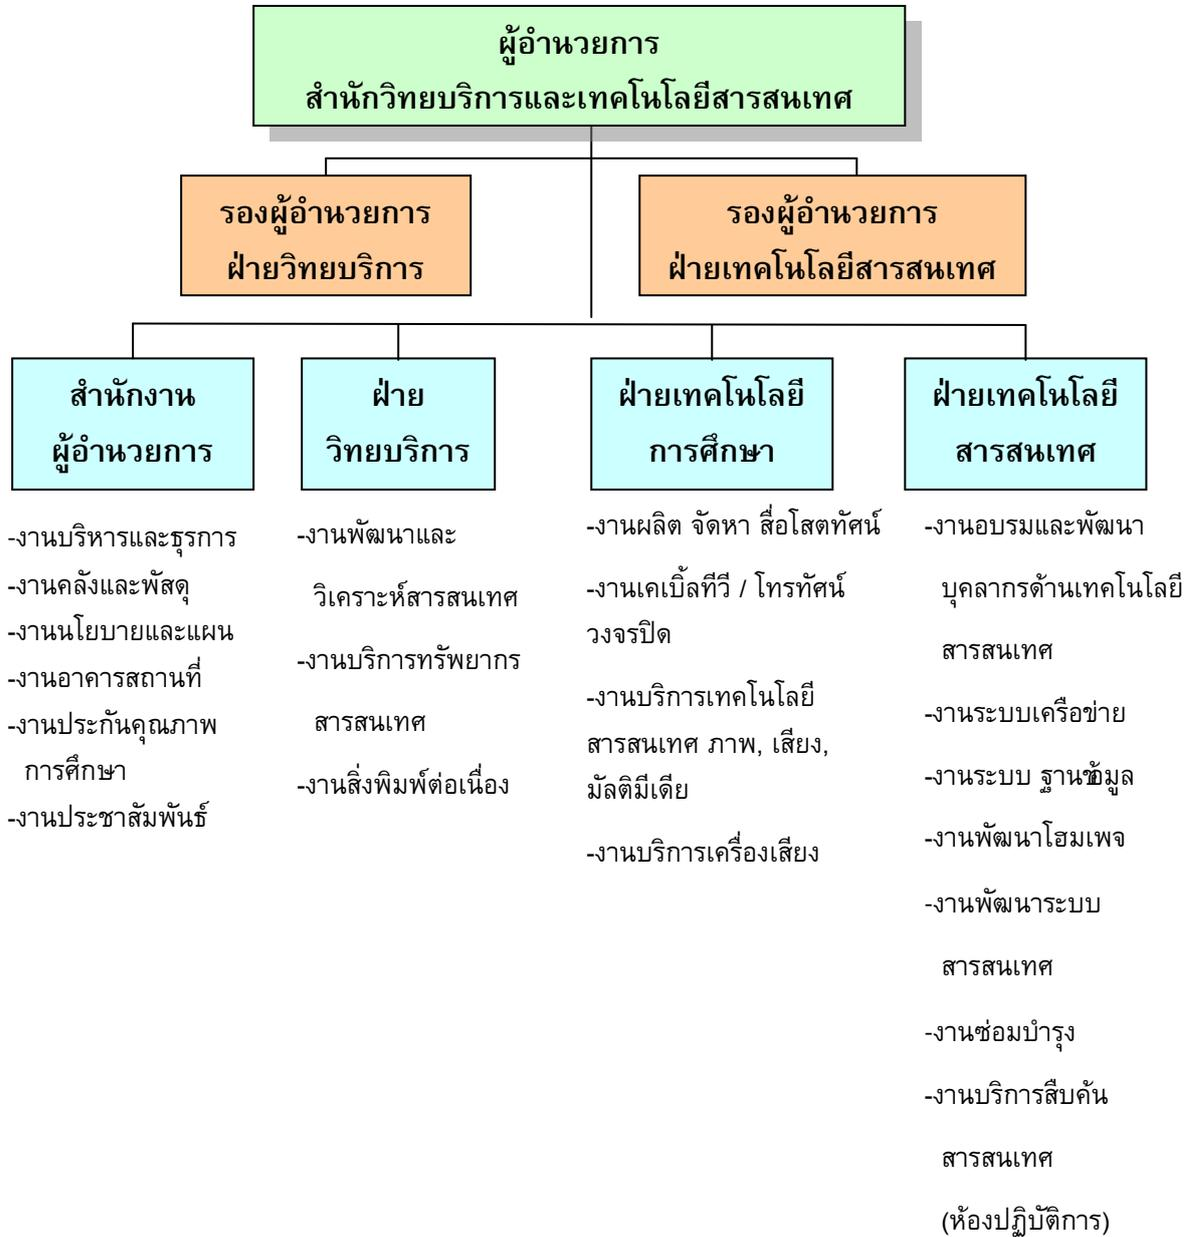 ผู้อำนวยการ
สำนักวิทยบริการและเทคโนโลยีสารสนเทศ
รองผู้อำนวยการ
ฝ่ายวิทยบริการ
รองผู้อำนวยการ
ฝ่ายเทคโนโลยีสารสนเทศ
สำนักงาน
ผู้อำนวยการ
ฝ่าย
วิทยบริการ
ฝ่ายเทคโนโลยี
การศึกษา
ฝ่ายเทคโนโลยี
สารสนเทศ
-งานบริหารและธุรการ
-งานคลังและพัสดุ
-งานนโยบายและแผน
-งานอาคารสถานที่
-งานประกันคุณภาพ
การศึกษา
-งานประชาสัมพันธ์
-งานพัฒนาและ
วิเคราะห์สารสนเทศ
-งานบริการทรัพยากร
สารสนเทศ
-งานสิ่งพิมพ์ต่อเนื่อง
-งานผลิต จัดหา สื่อโสตทัศน์
-งานเคเบิ้ลทีวี / โทรทัศน์
วงจรปิด
-งานบริการเทคโนโลยี
สารสนเทศ ภาพ, เสียง,
มัลติมีเดีย
-งานบริการเครื่องเสียง
-งานอบรมและพัฒนา
บุคลากรด้านเทคโนโลยี
สารสนเทศ
-งานระบบเครือข่าย
-งานระบบ ฐานข้อมูล
-งานพัฒนาโฮมเพจ
-งานพัฒนาระบบ
สารสนเทศ
-งานซ่อมบำรุง
-งานบริการสืบค้น
สารสนเทศ
(ห้องปฏิบัติการ)